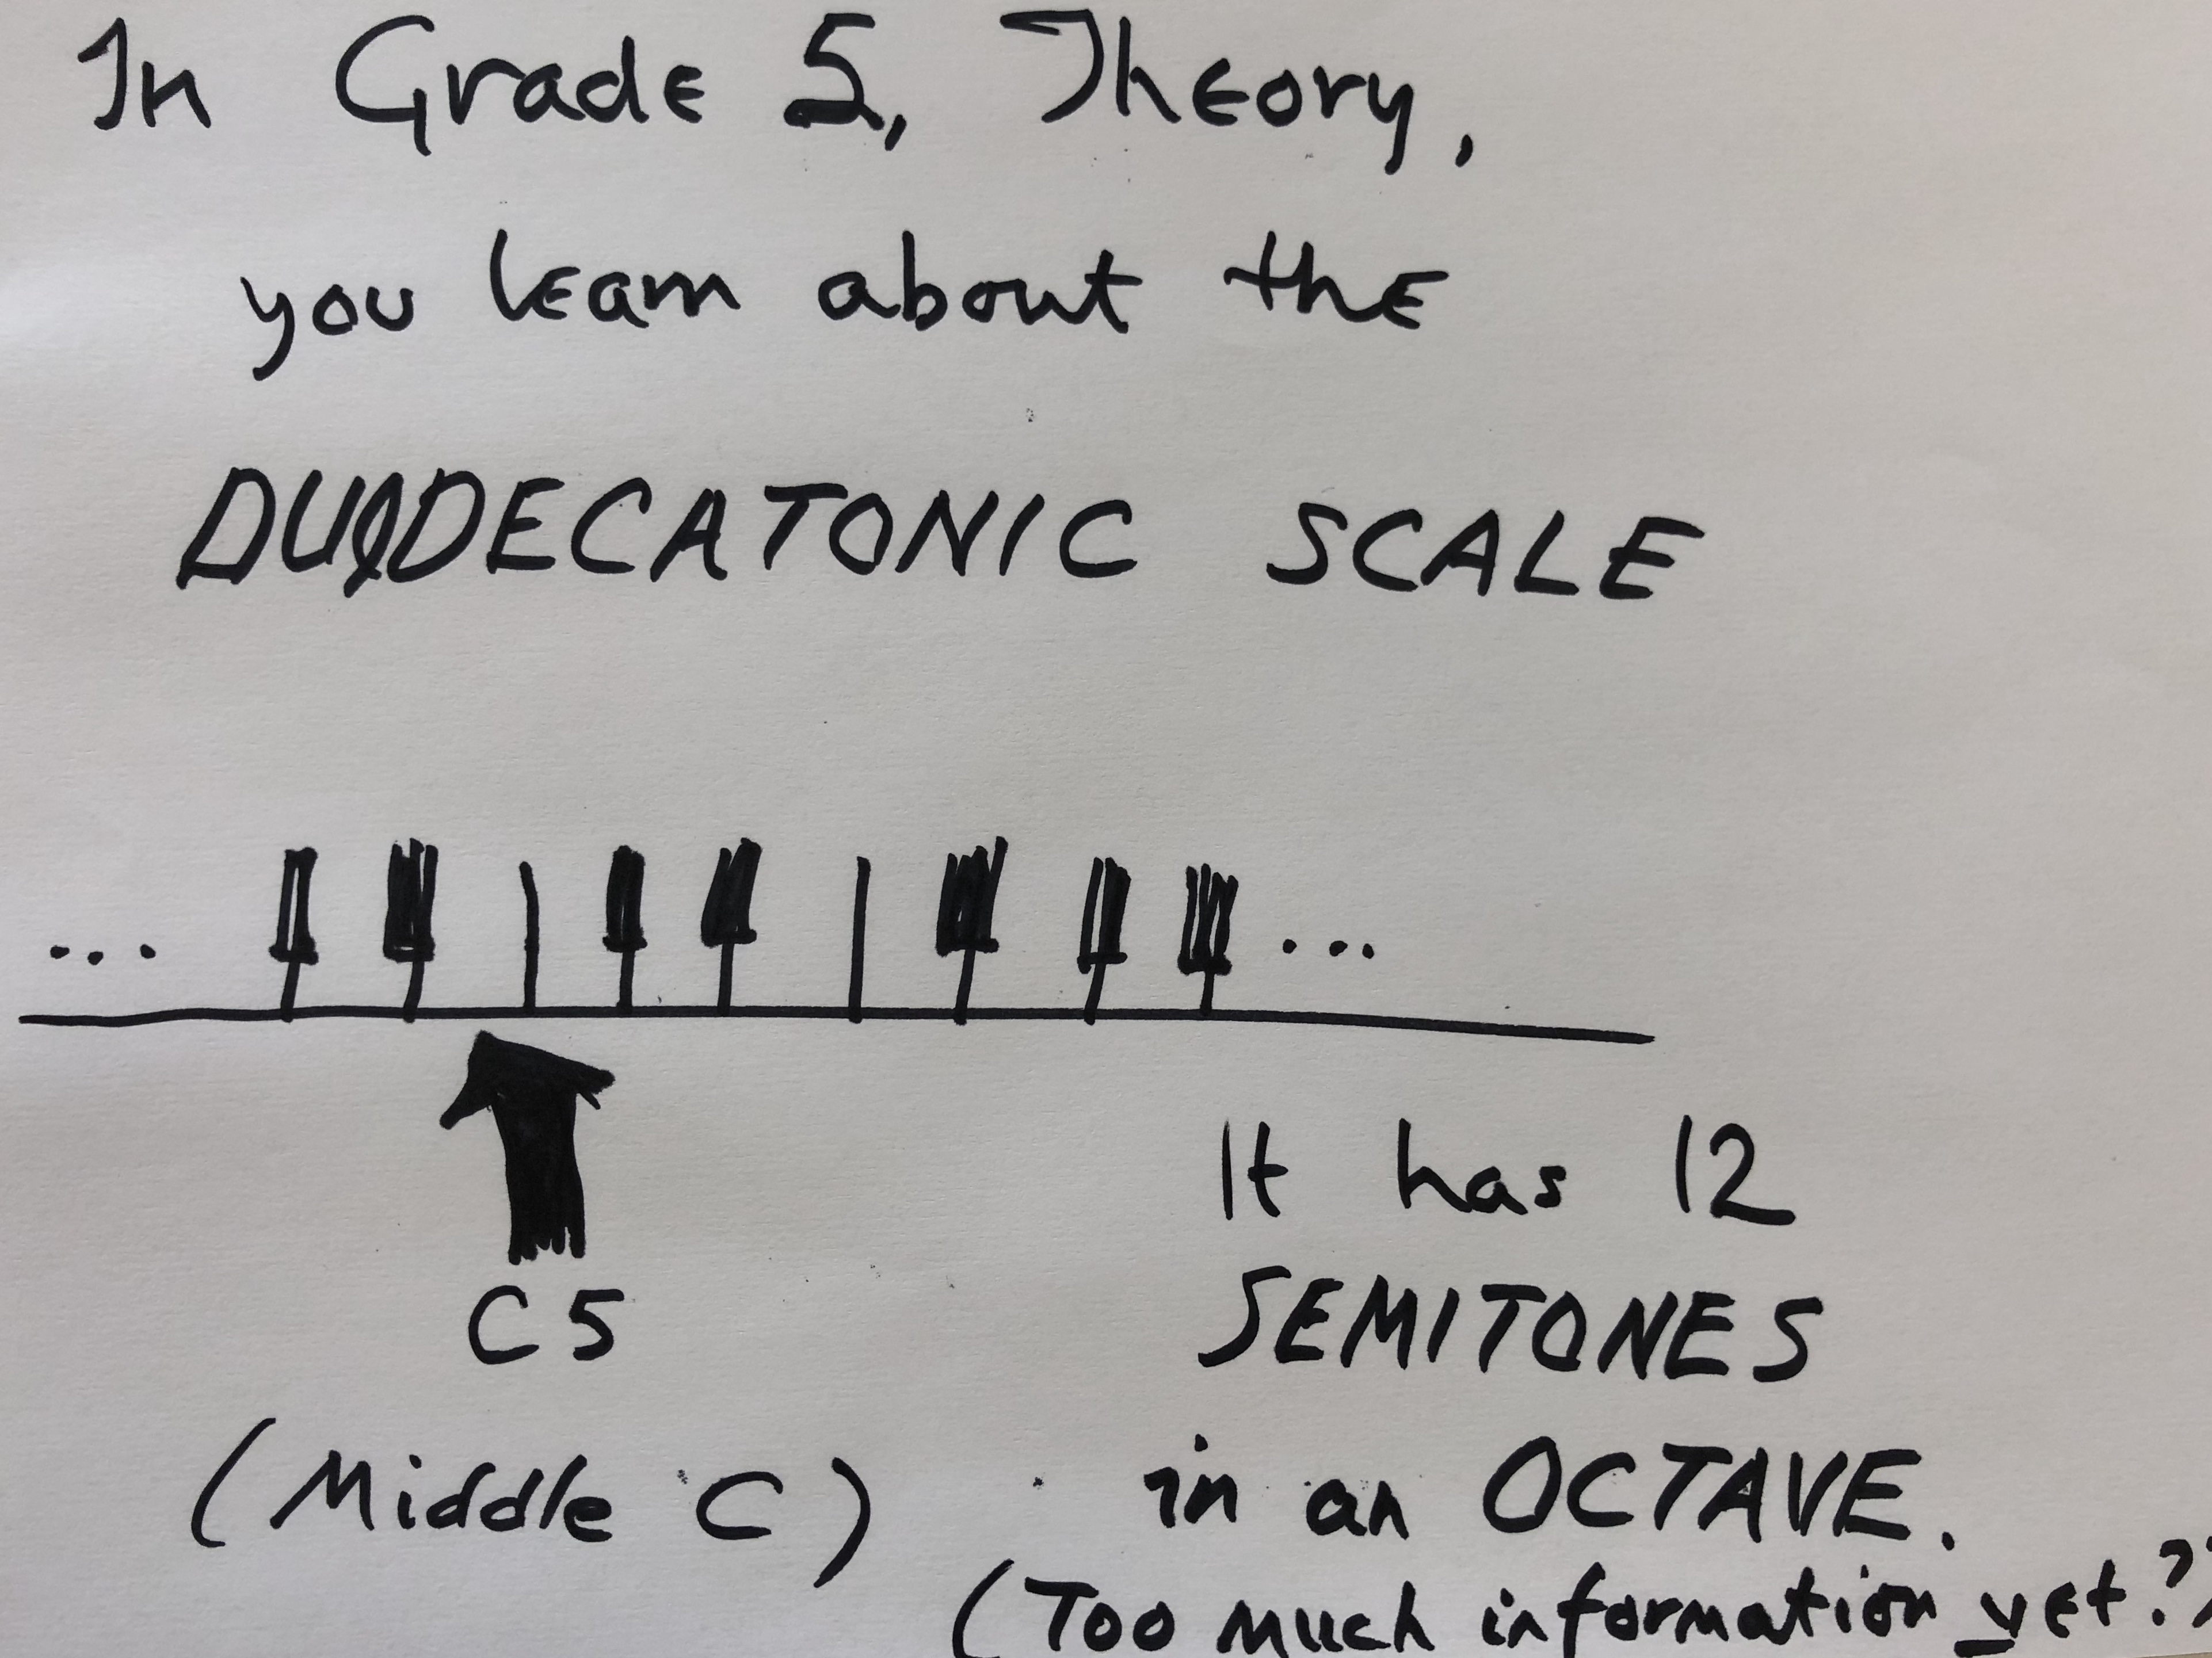 In Grade 5, Theory,
you learn about the
DUODECATONIC SCALE
... ...
C5
(Middle C)
It has 12
SEMITONES
in an OCTAVE.
(Too much information yet?)